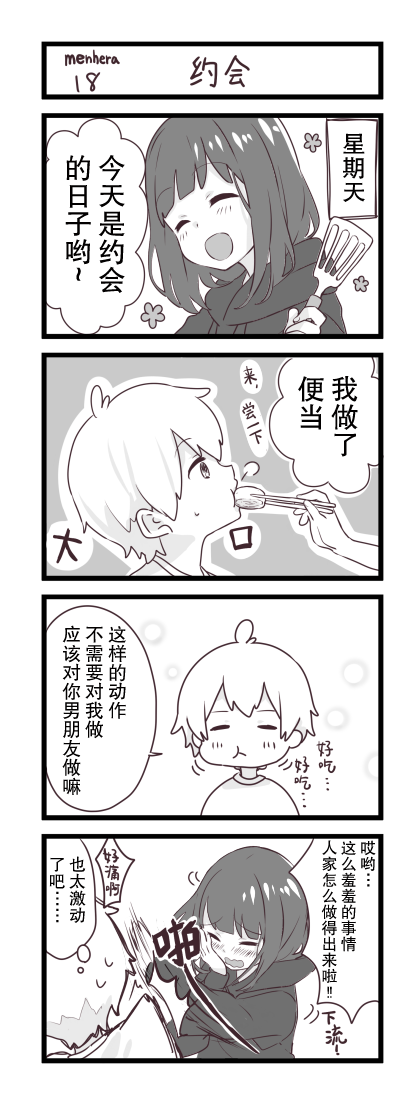 menhera
18
约会
星期天
今天是约会
的日子哟~
我做了
便当
来,
尝一下
大
口
这样的动作
不需要对我做
应该对你男朋友做嘛
好吃…
好吃…
哎哟…
这么羞羞的事情
人家怎么做得出来啦!!
下流!
啪
好痛啊
也太激动
了吧……